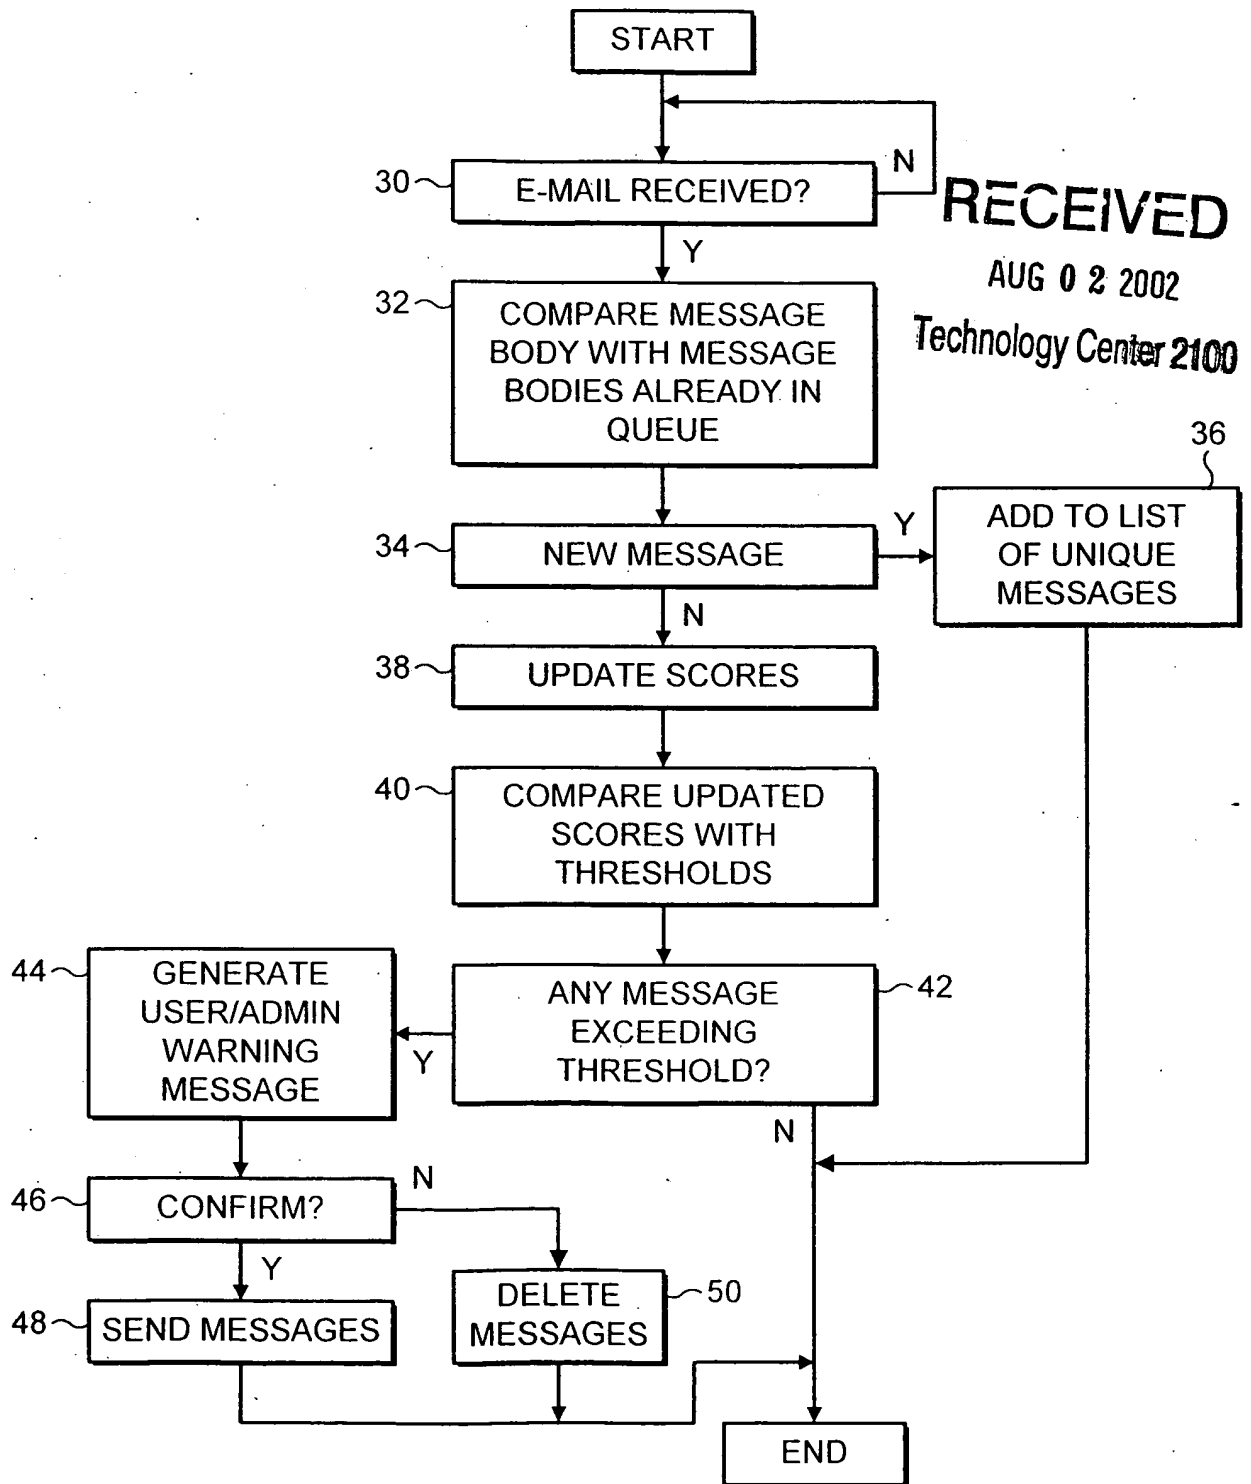 START
N
30
E-MAIL RECEIVED?
Y
RECEIVED
AUG 0 2 2002
Technology Center 2100
32
COMPARE MESSAGE
BODY WITH MESSAGE
BODIES ALREADY IN
QUEUE
36
34
NEW MESSAGE
Y
ADD TO LIST
OF UNIQUE
MESSAGES
N
38
UPDATE SCORES
40
COMPARE UPDATED
SCORES WITH
THRESHOLDS
44
GENERATE
USER/ADMIN
WARNING
MESSAGE
Y
ANY MESSAGE
EXCEEDING
THRESHOLD?
42
N
46
CONFIRM?
N
Y
48
SEND MESSAGES
DELETE
MESSAGES
50
END